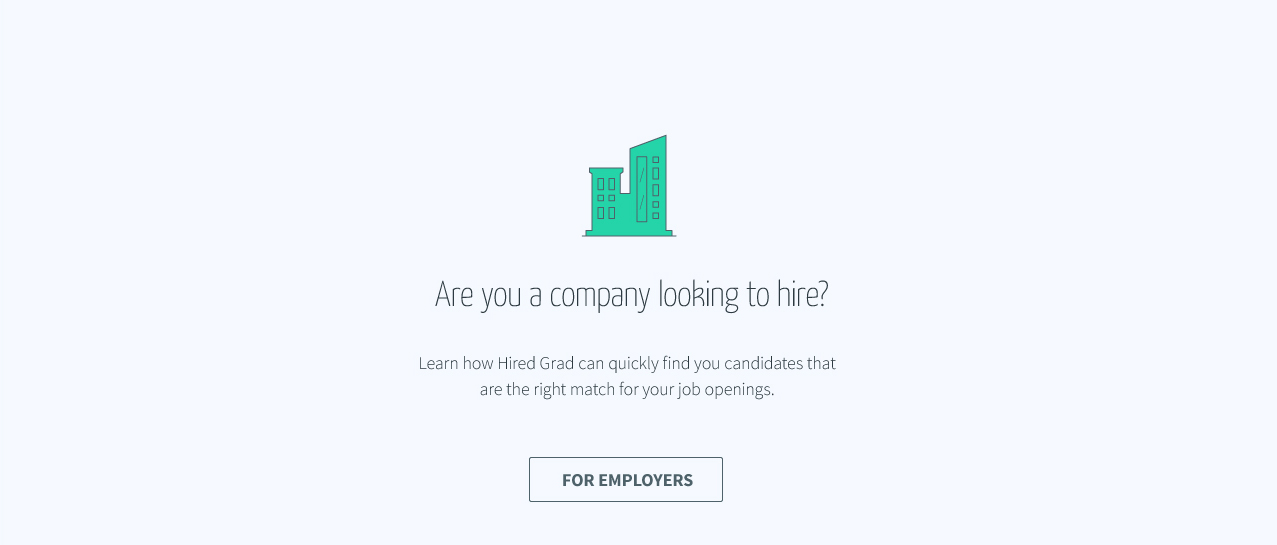 Are you a company looking to hire?
Learn how Hired Grad can quickly find you candidates that
are the right match for your job openings.
FOR EMPLOYERS